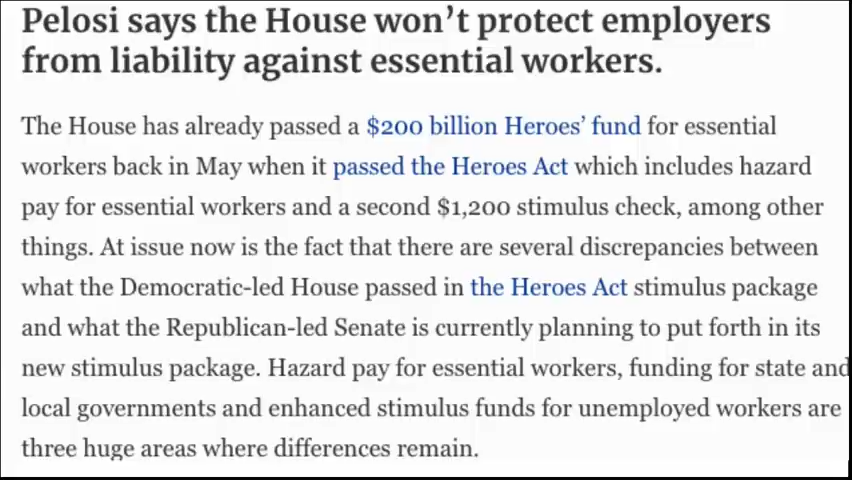 Pelosi says the House won’t protect employers
from liability against essential workers.
The House has already passed a $200 billion Heroes’ fund for essential
workers back in May when it passed the Heroes Act which includes hazard
pay for essential workers and a second $1,200 stimulus check, among other
things. At issue now is the fact that there are several discrepancies between
what the Democratic-led House passed in the Heroes Act stimulus package
and what the Republican-led Senate is currently planning to put forth in its
new stimulus package. Hazard pay for essential workers, funding for state and
local governments and enhanced stimulus funds for unemployed workers are
three huge areas where differences remain.